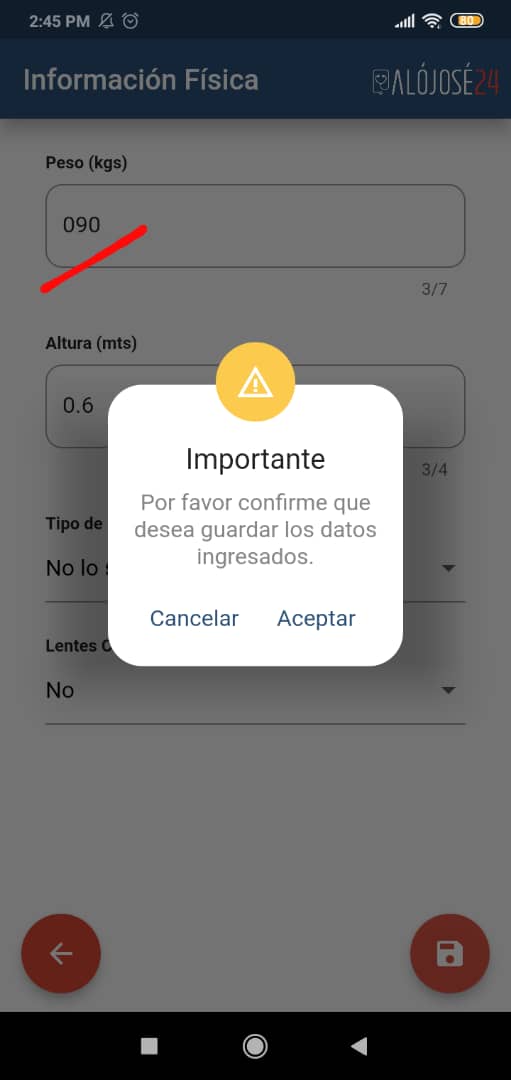 2:45 PM
80
Información Física
ALÓJOSÉ24
Peso (kgs)
090
3/7
Altura (mts)
0.6
3/4
Importante
Por favor confirme que
desea guardar los datos
ingresados.
Cancelar Aceptar
Tipo de
No lo
Lentes
No